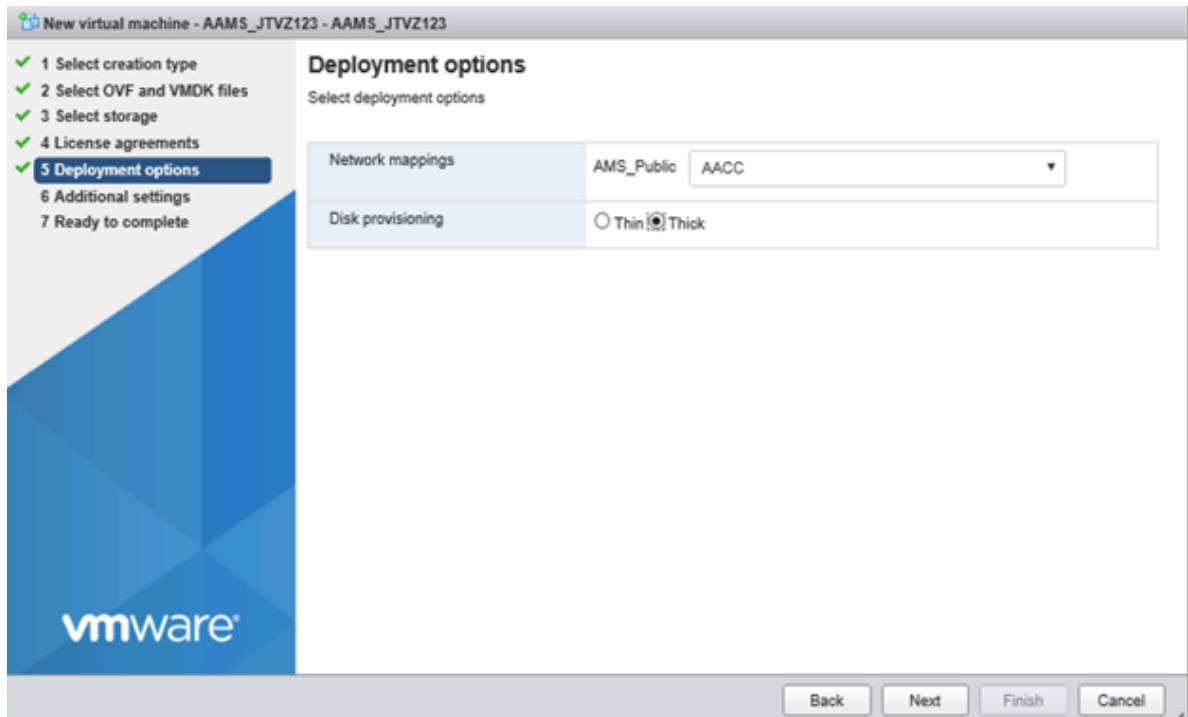 New virtual machine - AAMS_JTVZ123 - AAMS_JTVZ123
1 Select creation type
2 Select OVF and VMDK files
3 Select storage
4 License agreements
5 Deployment options
6 Additional settings
7 Ready to complete
vmware®
Deployment options
Select deployment options
Network mappings
AMS_Public AACC
Disk provisioning
Thin Thick
Back Next Finish Cancel